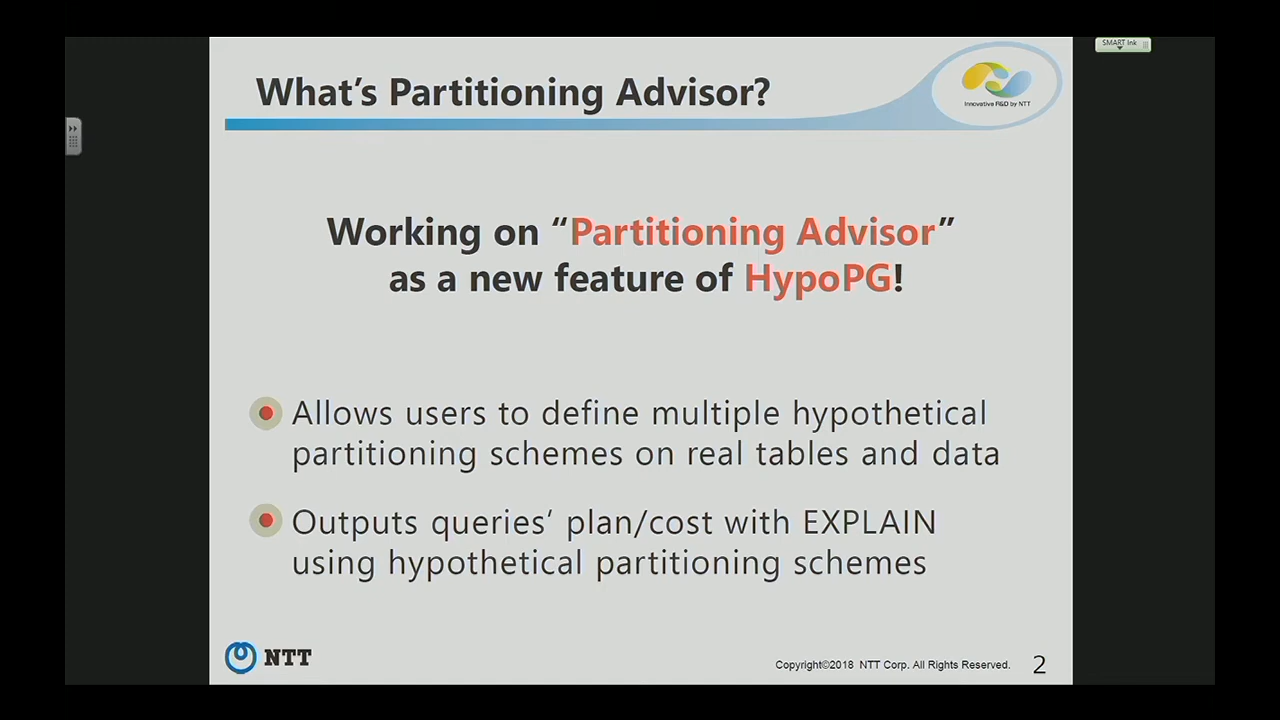 SMART Ink
What's Partitioning Advisor?
Innovative R&D by NTT
Working on “Partitioning Advisor”
as a new feature of HypoPG!
Allows users to define multiple hypothetical
partitioning schemes on real tables and data
Outputs queries’ plan/cost with EXPLAIN
using hypothetical partitioning schemes
NTT
Copyright©2018 NTT Corp. All Rights Reserved.
2